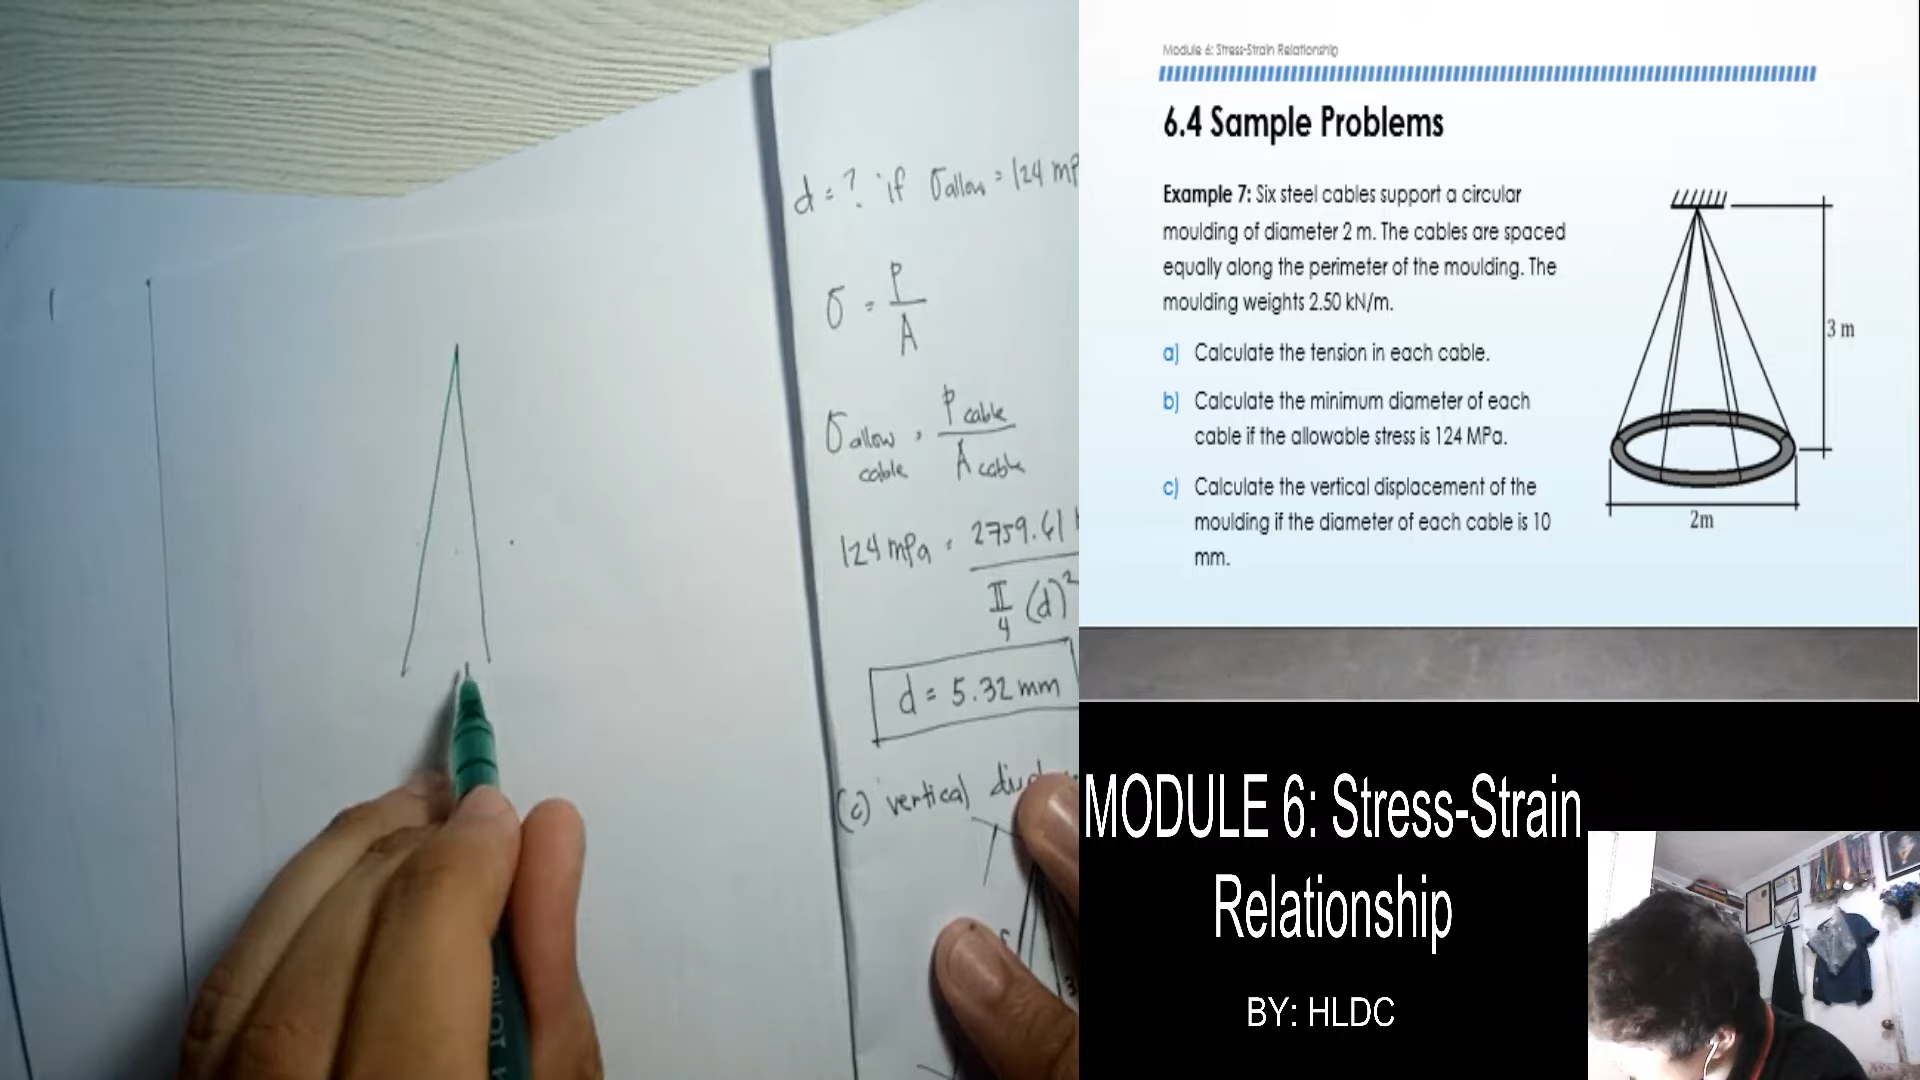 d = ? if σallow = 124 mP
σ = P
A
σallow = Pcable
cable Acable
124 mPa = 2759.61
π/4 (d)²
d = 5.32 mm
(c) vertical
Module 6: Stress-Strain Relationship
6.4 Sample Problems
Example 7: Six steel cables support a circular
moulding of diameter 2 m. The cables are spaced
equally along the perimeter of the moulding. The
moulding weights 2.50 kN/m.
a) Calculate the tension in each cable.
b) Calculate the minimum diameter of each
cable if the allowable stress is 124 MPa.
c) Calculate the vertical displacement of the
moulding if the diameter of each cable is 10
mm.
3 m
2m
MODULE 6: Stress-Strain
Relationship
BY: HLDC